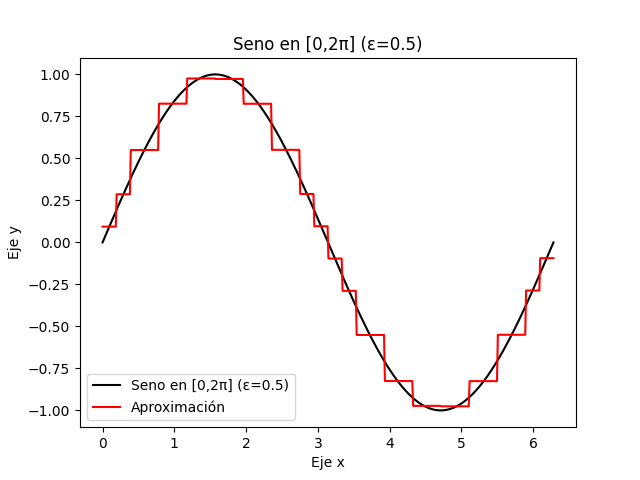 Seno en [0,2π] (ε=0.5)
1.00
0.75
0.50
0.25
0.00
−0.25
−0.50
−0.75
−1.00
Eje y
Seno en [0,2π] (ε=0.5)
Aproximación
0 1 2 3 4 5 6
Eje x